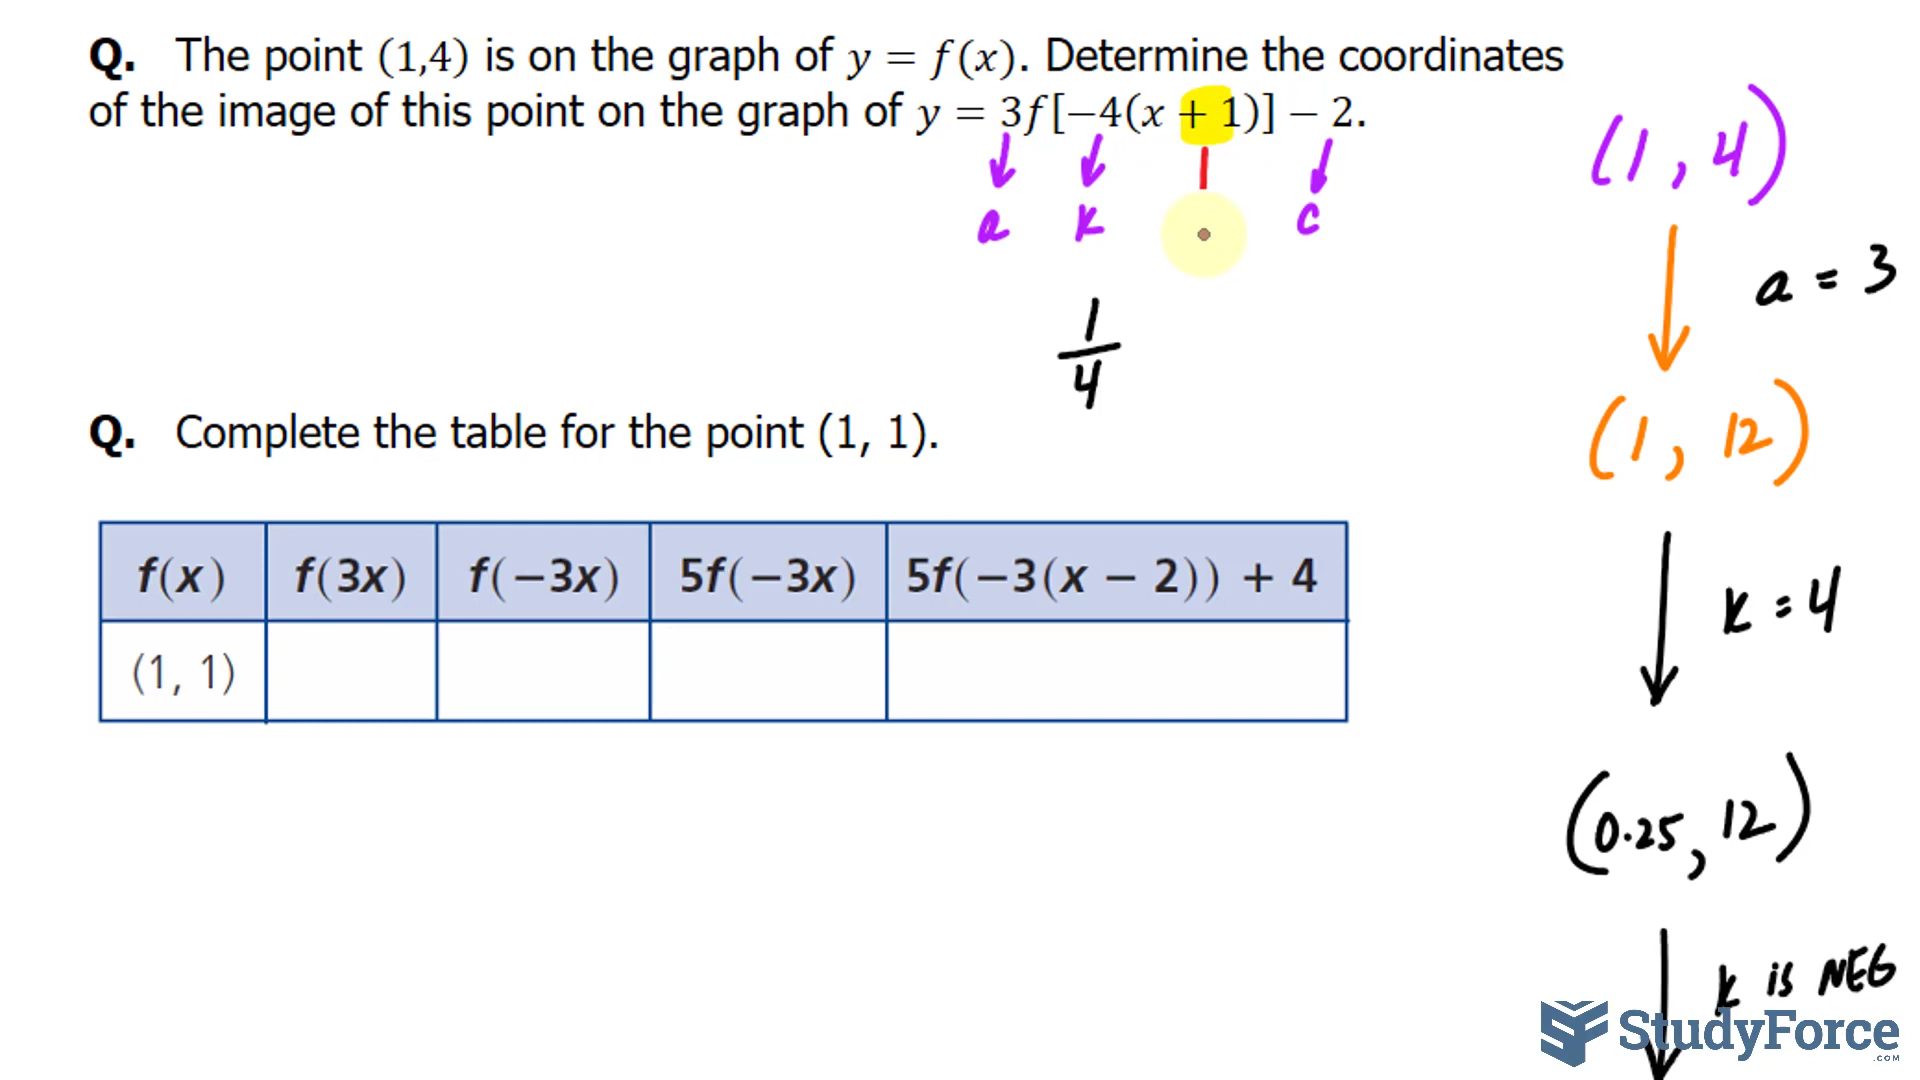 Q. The point (1,4) is on the graph of y = f(x). Determine the coordinates
of the image of this point on the graph of y = 3f[−4(x + 1)] − 2.
a k c
1
4
(1, 4)
a = 3
(1, 12)
k = 4
(0.25, 12)
k is NEG
Q. Complete the table for the point (1, 1).
f(x) f(3x) f(−3x) 5f(−3x) 5f(−3(x − 2)) + 4
(1, 1)
StudyForce
.COM